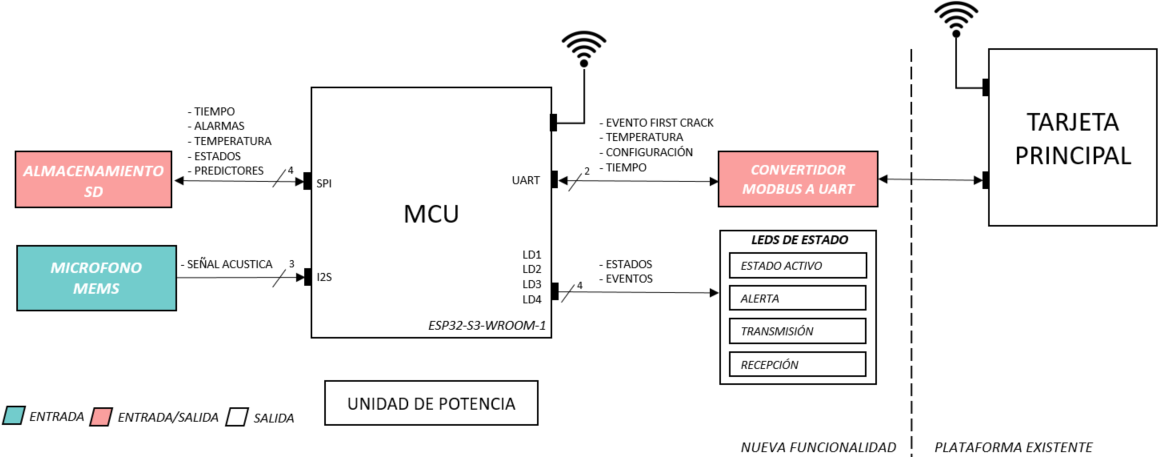 - TIEMPO
- ALARMAS
- TEMPERATURA
- ESTADOS
- PREDICTORES
4
ALMACENAMIENTO
SD
SPI
MICROFONO
MEMS
- SEÑAL ACUSTICA
3
I2S
MCU
UART
LD1
LD2
LD3
LD4
ESP32-S3-WROOM-1
- EVENTO FIRST CRACK
- TEMPERATURA
- CONFIGURACIÓN
- TIEMPO
2
CONVERTIDOR
MODBUS A UART
TARJETA
PRINCIPAL
- ESTADOS
- EVENTOS
4
LEDS DE ESTADO
ESTADO ACTIVO
ALERTA
TRANSMISIÓN
RECEPCIÓN
UNIDAD DE POTENCIA
ENTRADA
ENTRADA/SALIDA
SALIDA
NUEVA FUNCIONALIDAD
PLATAFORMA EXISTENTE